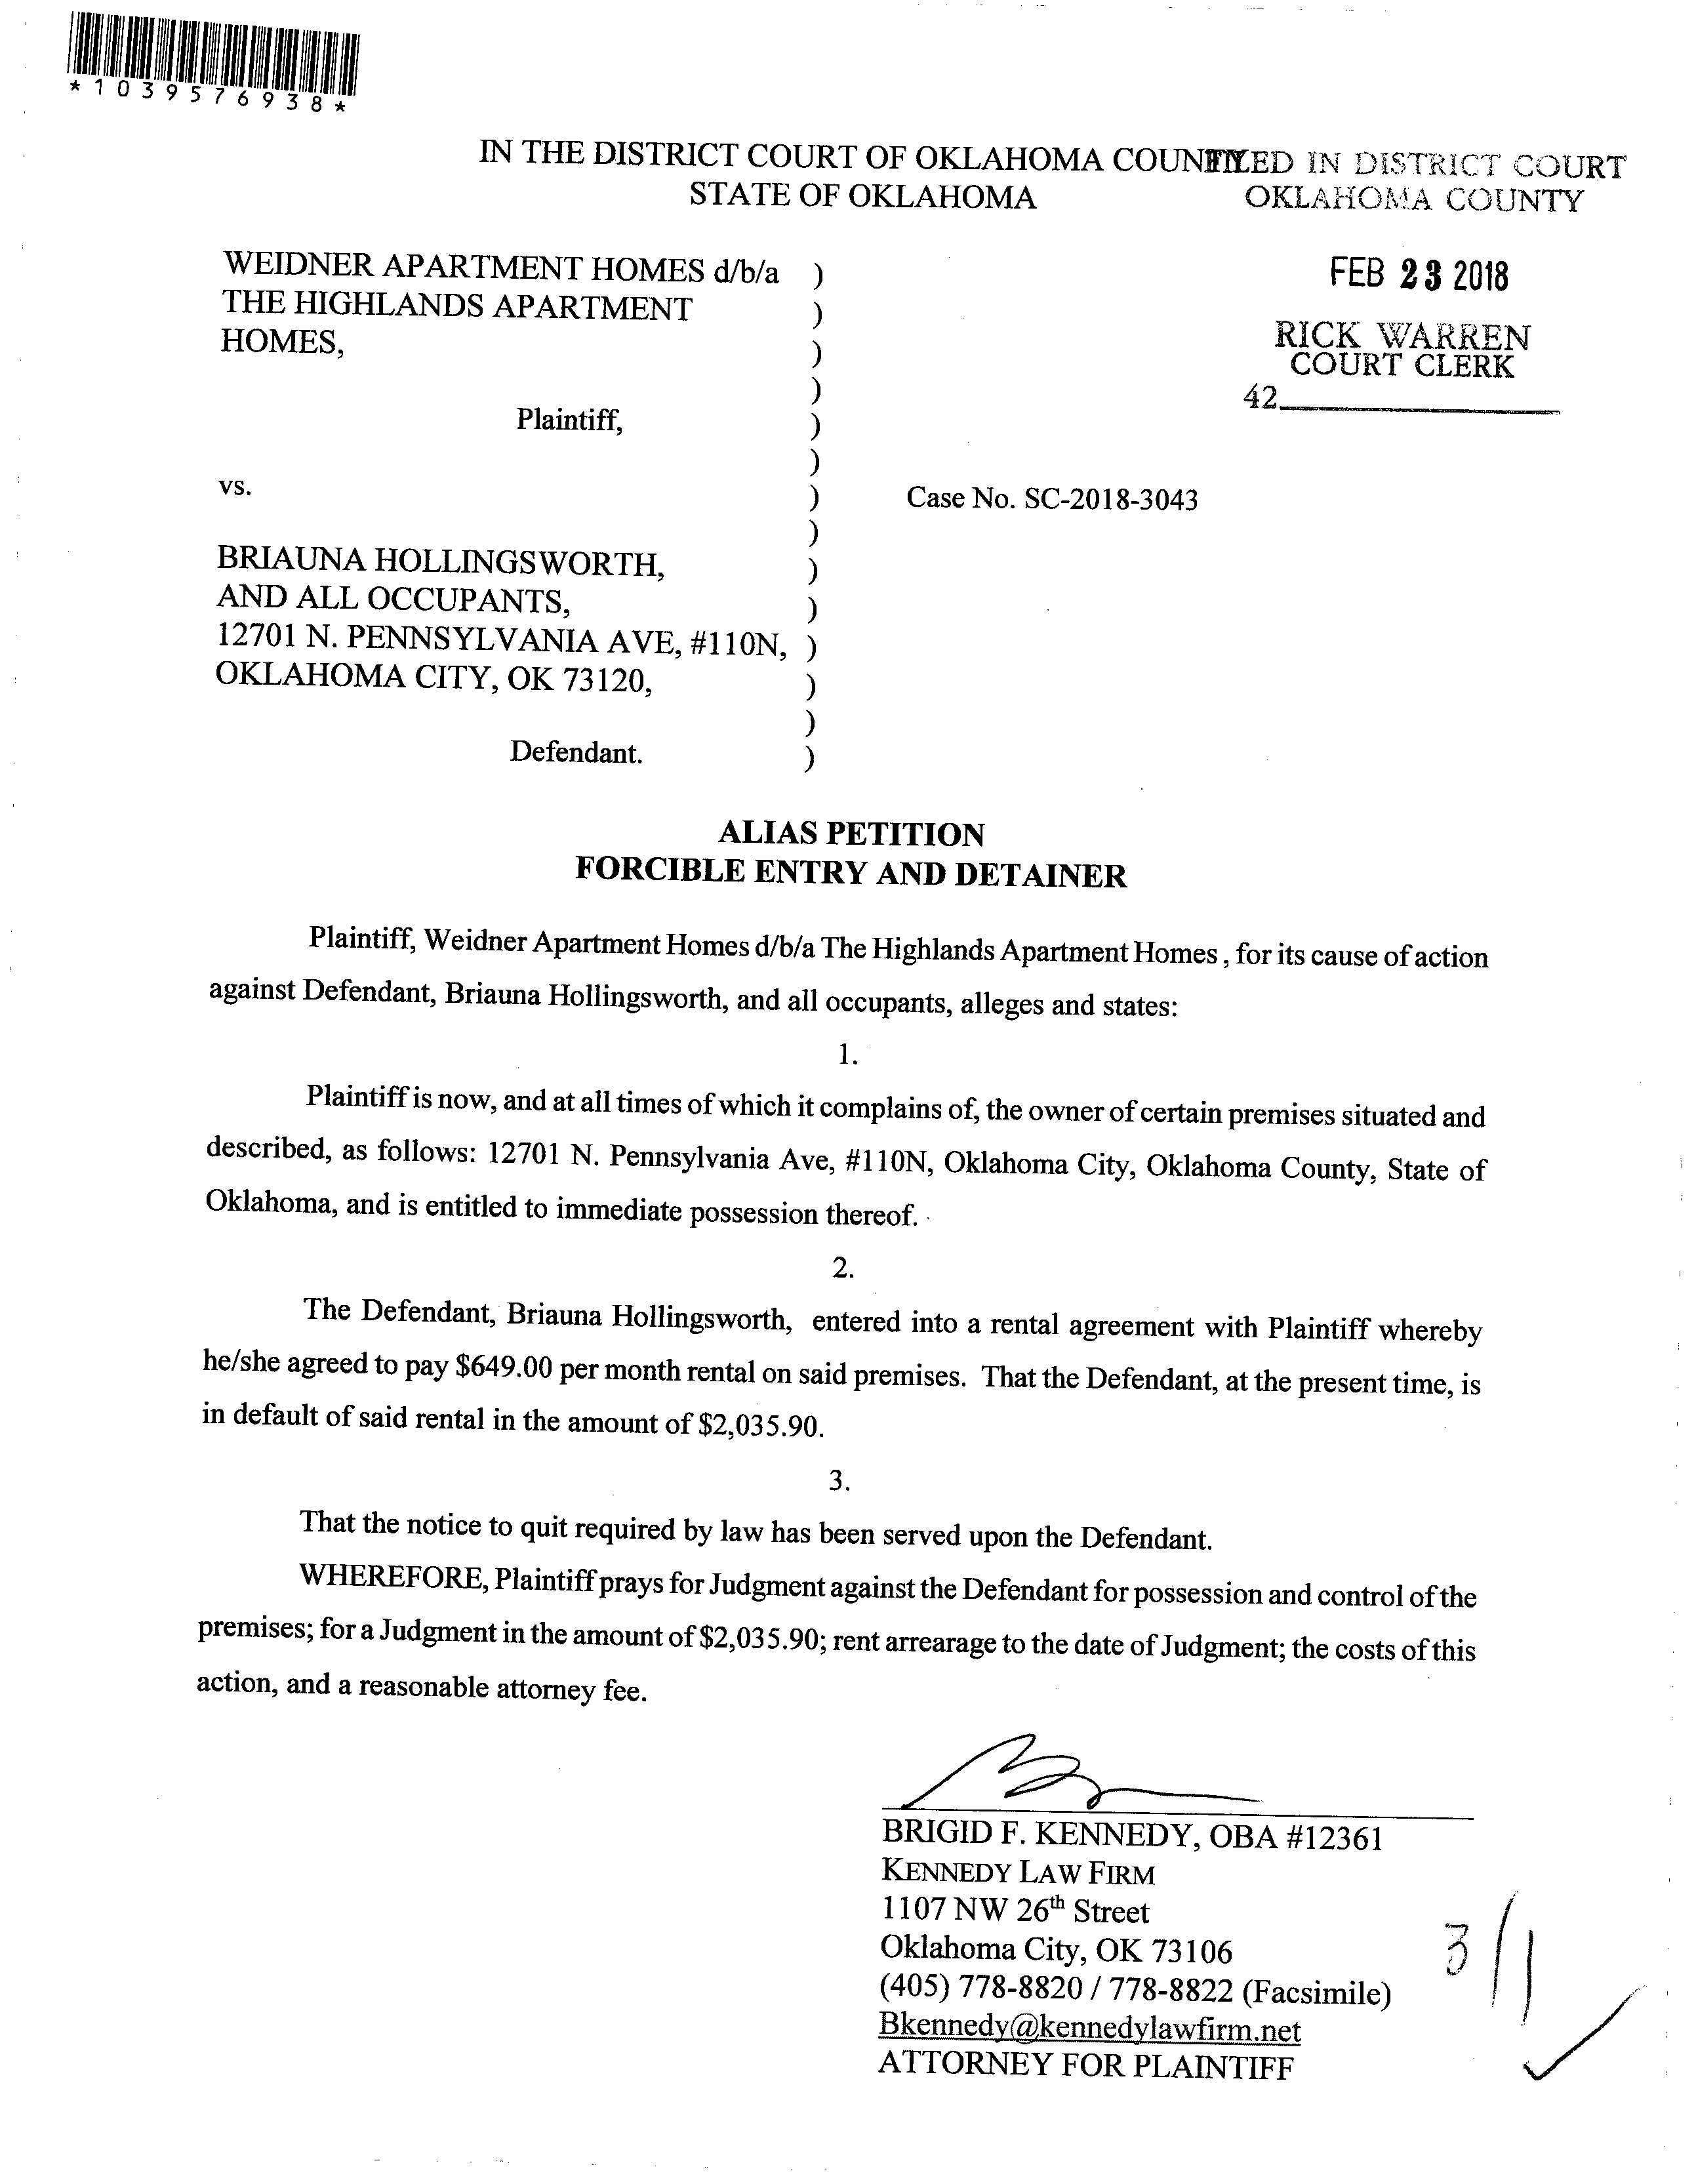 *1039576938*
IN THE DISTRICT COURT OF OKLAHOMA COUNTY
STATE OF OKLAHOMA
FILED IN DISTRICT COURT
OKLAHOMA COUNTY
FEB 23 2018
RICK WARREN
COURT CLERK
42
WEIDNER APARTMENT HOMES d/b/a )
THE HIGHLANDS APARTMENT )
HOMES, )
)
Plaintiff, )
)
vs. ) Case No. SC-2018-3043
)
BRIAUNA HOLLINGSWORTH, )
AND ALL OCCUPANTS, )
12701 N. PENNSYLVANIA AVE, #110N, )
OKLAHOMA CITY, OK 73120, )
)
Defendant. )
ALIAS PETITION
FORCIBLE ENTRY AND DETAINER
Plaintiff, Weidner Apartment Homes d/b/a The Highlands Apartment Homes , for its cause of action
against Defendant, Briauna Hollingsworth, and all occupants, alleges and states:
1.
Plaintiff is now, and at all times of which it complains of, the owner of certain premises situated and
described, as follows: 12701 N. Pennsylvania Ave, #110N, Oklahoma City, Oklahoma County, State of
Oklahoma, and is entitled to immediate possession thereof.
2.
The Defendant, Briauna Hollingsworth, entered into a rental agreement with Plaintiff whereby
he/she agreed to pay $649.00 per month rental on said premises. That the Defendant, at the present time, is
in default of said rental in the amount of $2,035.90.
3.
That the notice to quit required by law has been served upon the Defendant.
WHEREFORE, Plaintiff prays for Judgment against the Defendant for possession and control of the
premises; for a Judgment in the amount of $2,035.90; rent arrearage to the date of Judgment; the costs of this
action, and a reasonable attorney fee.
BRIGID F. KENNEDY, OBA #12361
KENNEDY LAW FIRM
1107 NW 26th Street
Oklahoma City, OK 73106
(405) 778-8820 / 778-8822 (Facsimile)
Bkennedy@kennedylawfirm.net
ATTORNEY FOR PLAINTIFF
3/1